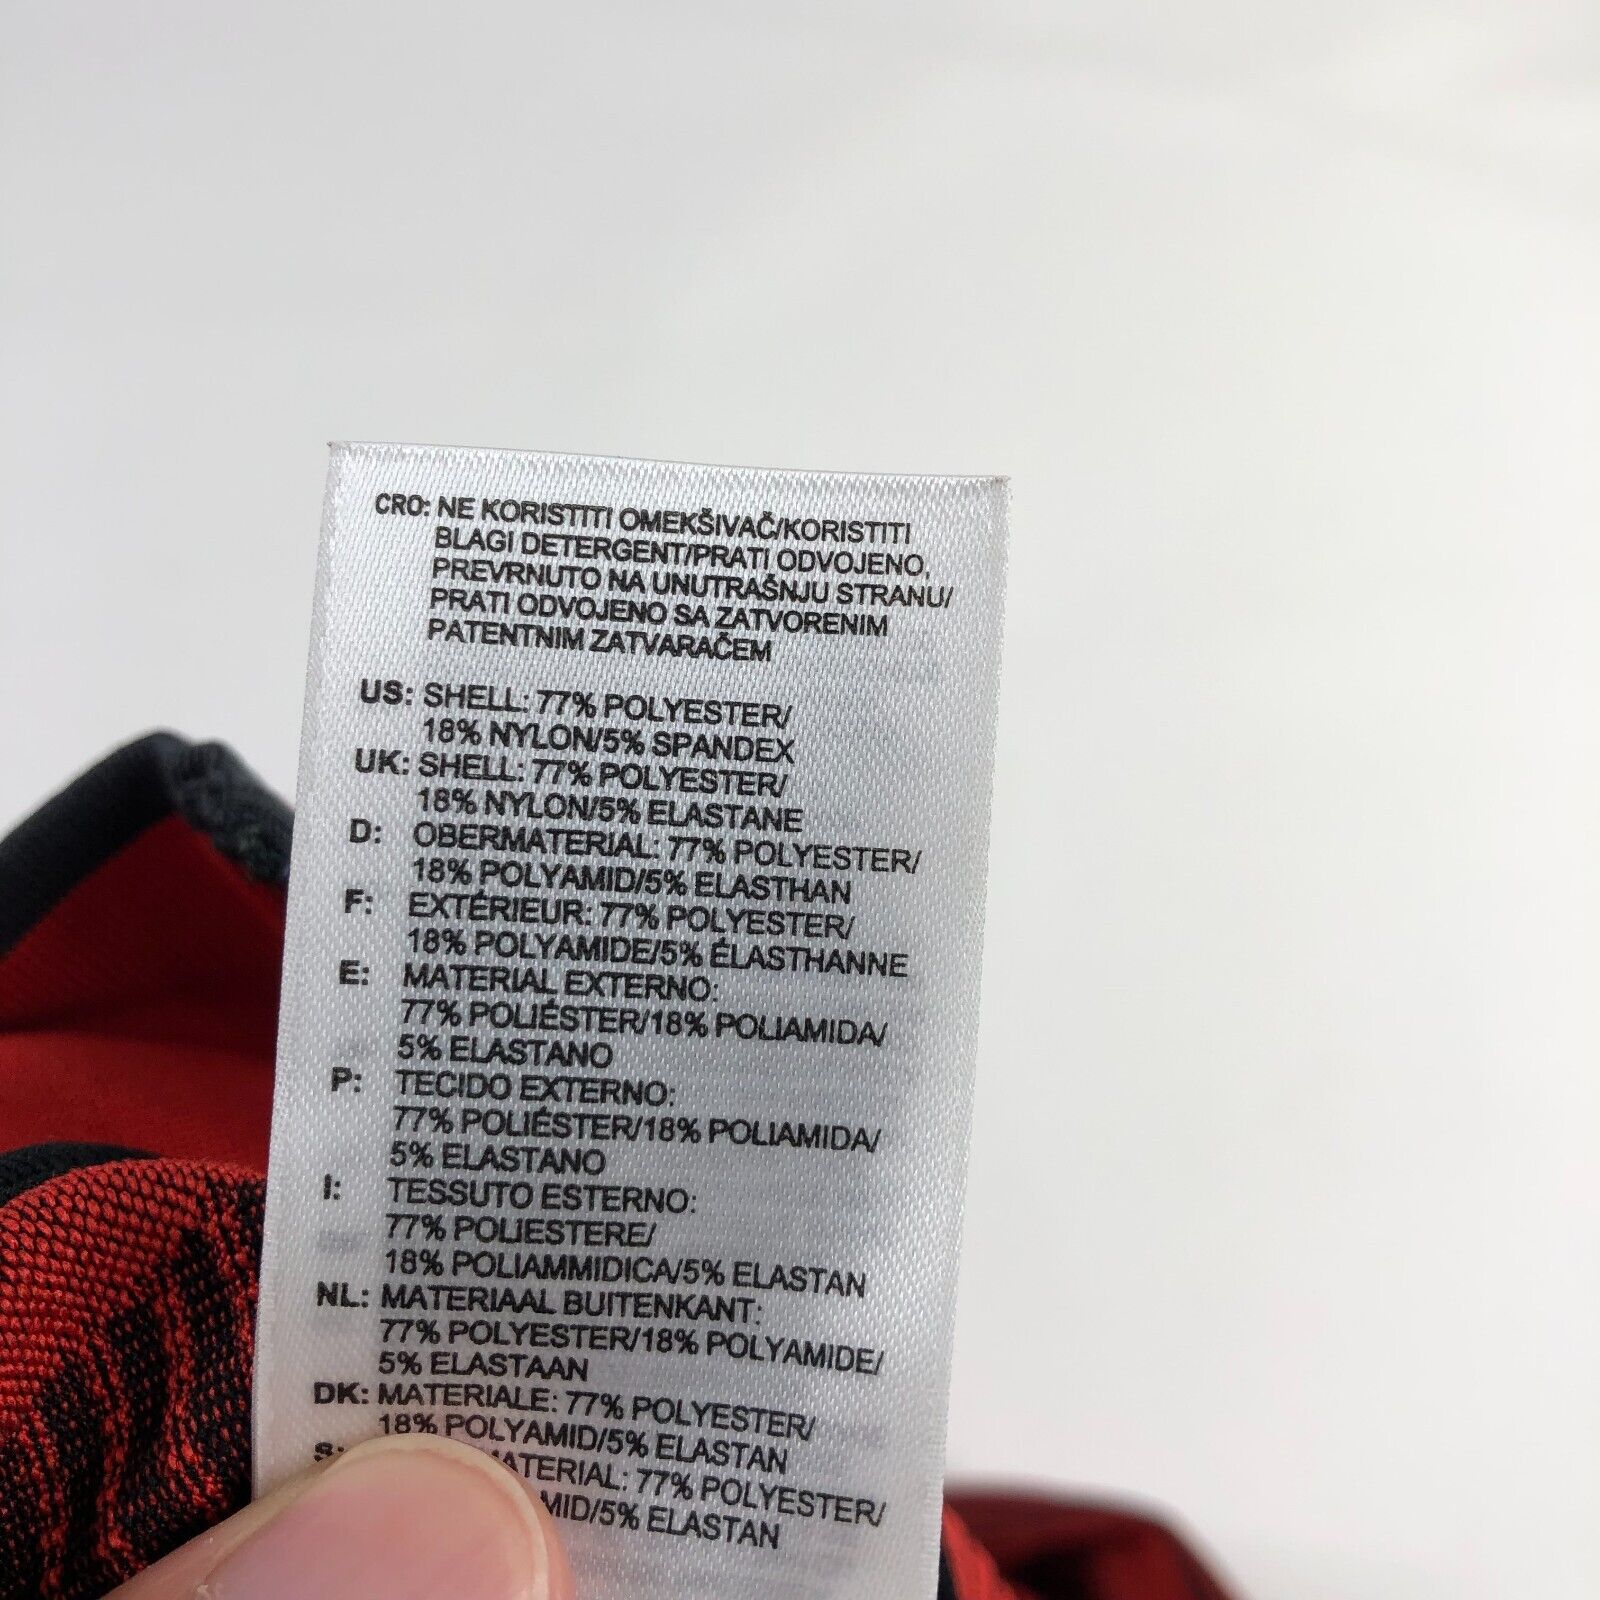 CRO: NE KORISTITI OMEKŠIVAČ/KORISTITI
BLAGI DETERGENT/PRATI ODVOJENO,
PREVRNUTO NA UNUTRAŠNJU STRANU/
PRATI ODVOJENO SA ZATVORENIM
PATENTNIM ZATVARAČEM
US: SHELL: 77% POLYESTER/
18% NYLON/5% SPANDEX
UK: SHELL: 77% POLYESTER/
18% NYLON/5% ELASTANE
D: OBERMATERIAL: 77% POLYESTER/
18% POLYAMID/5% ELASTHAN
F: EXTÉRIEUR: 77% POLYESTER/
18% POLYAMIDE/5% ÉLASTHANNE
E: MATERIAL EXTERNO:
77% POLIÉSTER/18% POLIAMIDA/
5% ELASTANO
P: TECIDO EXTERNO:
77% POLIÉSTER/18% POLIAMIDA/
5% ELASTANO
I: TESSUTO ESTERNO:
77% POLIESTERE/
18% POLIAMMIDICA/5% ELASTAN
NL: MATERIAAL BUITENKANT:
77% POLYESTER/18% POLYAMIDE/
5% ELASTAAN
DK: MATERIALE: 77% POLYESTER/
18% POLYAMID/5% ELASTAN
S: ATERIAL: 77% POLYESTER/
MID/5% ELASTAN